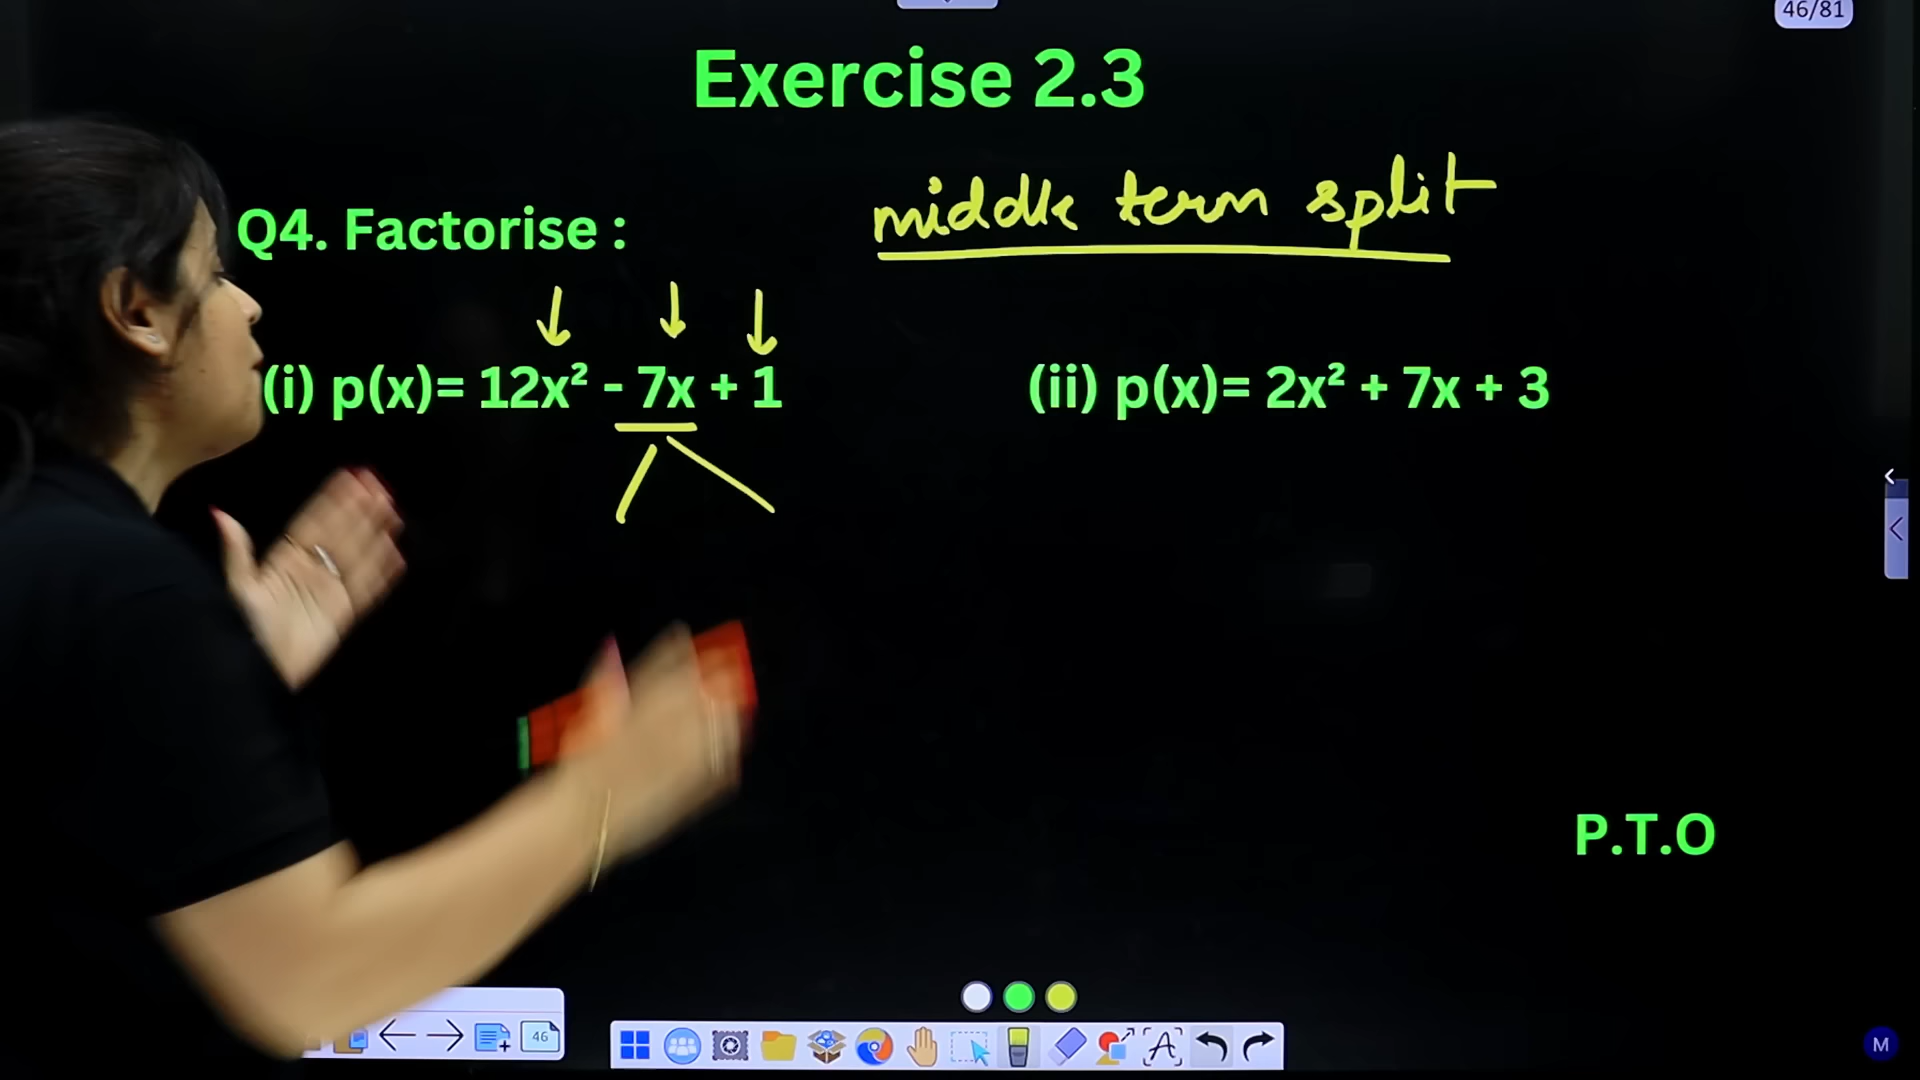 46/81
Exercise 2.3
middle term split
Q4. Factorise :
(i) p(x)= 12x² - 7x + 1
(ii) p(x)= 2x² + 7x + 3
P.T.O
46
A
M